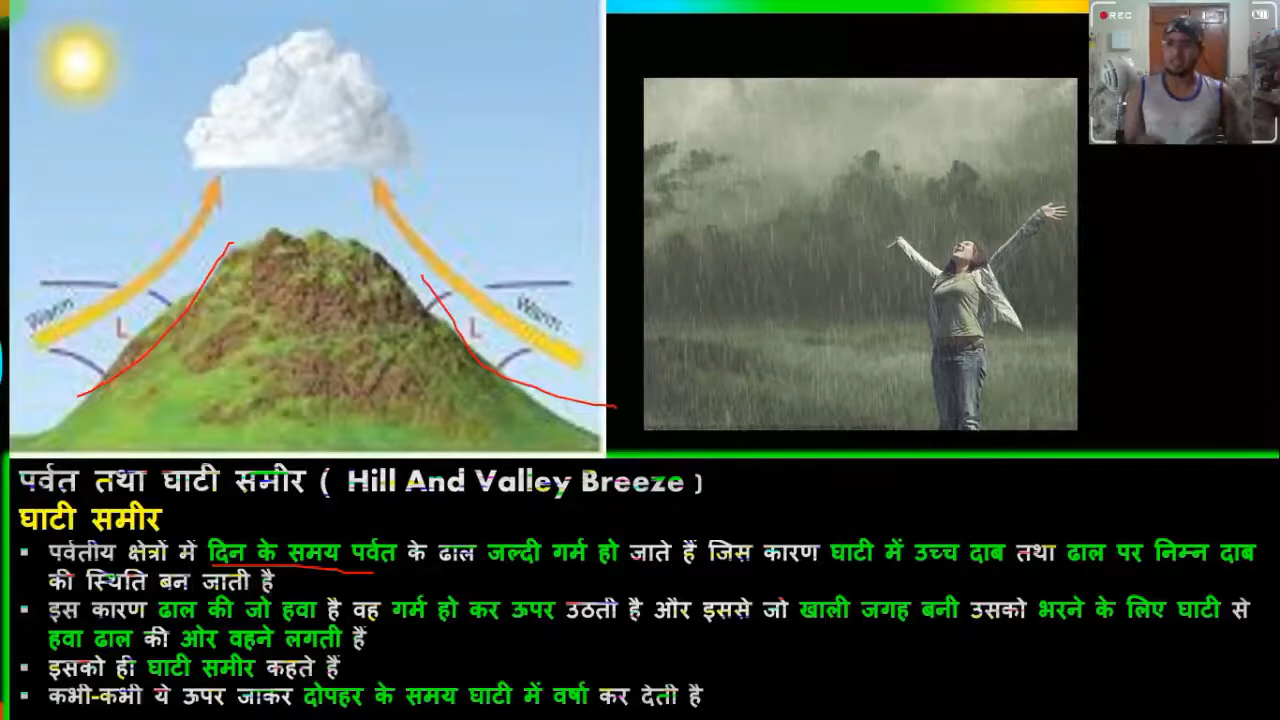 REC
Warm
L
L
Warm
पर्वत तथा घाटी समीर ( Hill And Valley Breeze )
घाटी समीर
▪ पर्वतीय क्षेत्रों में दिन के समय पर्वत के ढाल जल्दी गर्म हो जाते हैं जिस कारण घाटी में उच्च दाब तथा ढाल पर निम्न दाब
की स्थिति बन जाती है
▪ इस कारण ढाल की जो हवा है वह गर्म हो कर ऊपर उठती है और इससे जो खाली जगह बनी उसको भरने के लिए घाटी से
हवा ढाल की ओर वहने लगती हैं
▪ इसको ही घाटी समीर कहते हैं
▪ कभी-कभी ये ऊपर जाकर दोपहर के समय घाटी में वर्षा कर देती है